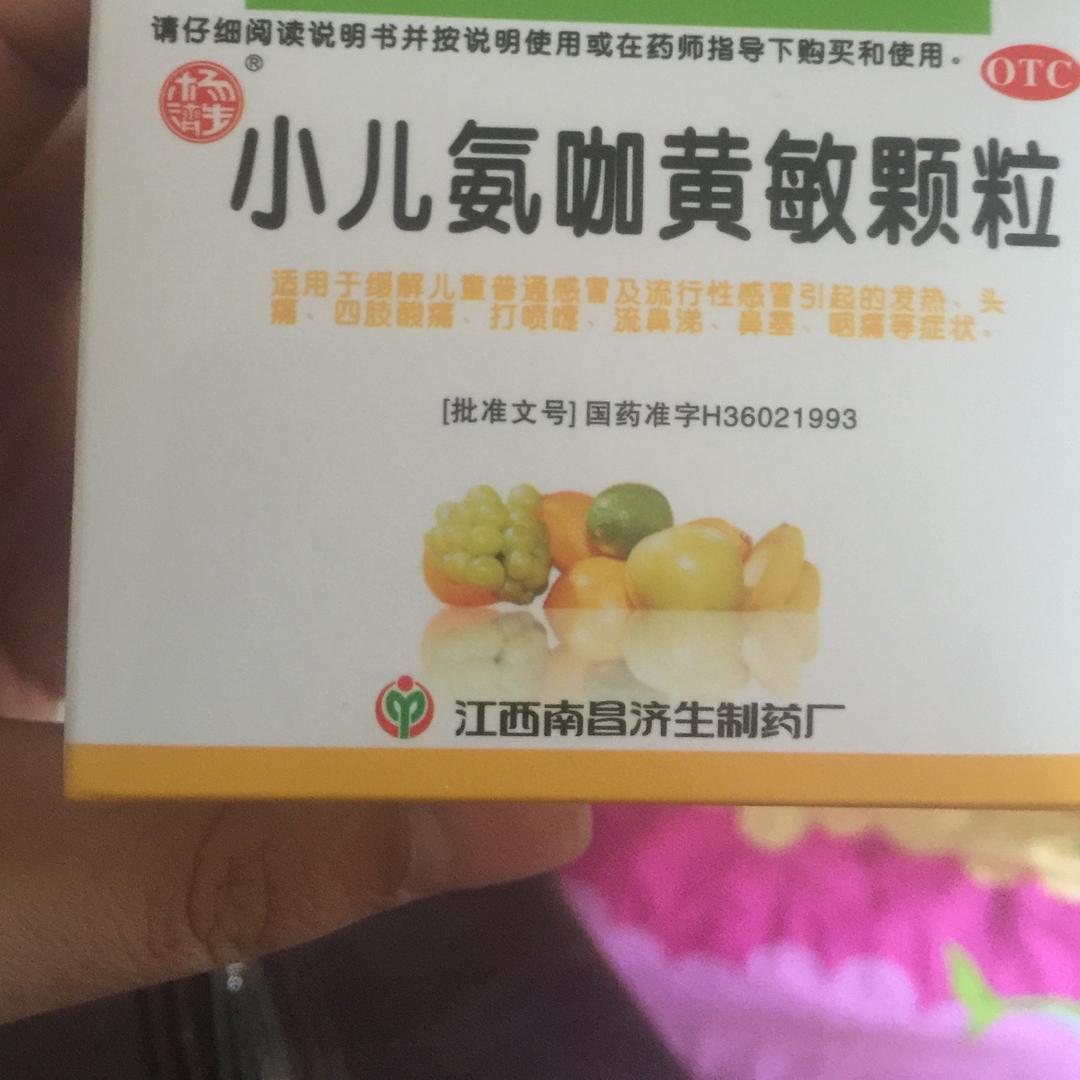 请仔细阅读说明书并按说明使用或在药师指导下购买和使用。
OTC
杨济生
®
小儿氨咖黄敏颗粒
适用于缓解儿童普通感冒及流行性感冒引起的发热、头
痛、四肢酸痛、打喷嚏、流鼻涕、鼻塞、咽痛等症状。
[批准文号] 国药准字H36021993
江西南昌济生制药厂